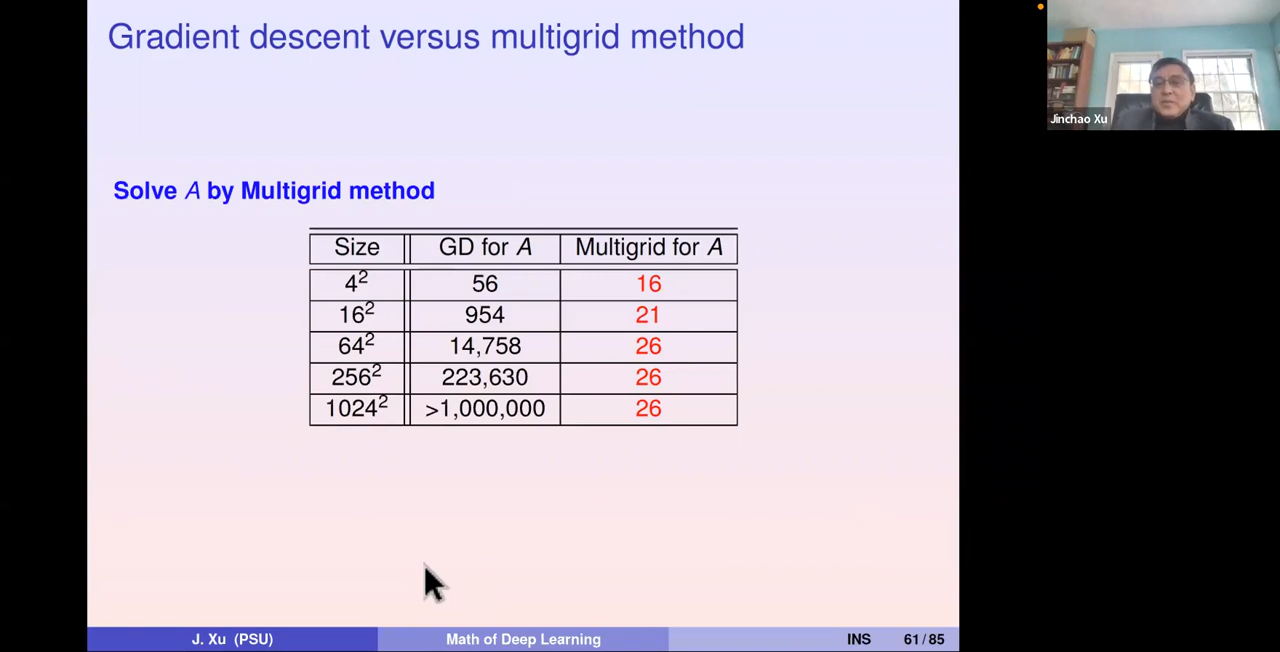 Gradient descent versus multigrid method
Jinchao Xu
Solve A by Multigrid method
Size GD for A Multigrid for A
4² 56 16
16² 954 21
64² 14,758 26
256² 223,630 26
1024² >1,000,000 26
J. Xu (PSU) Math of Deep Learning INS 61 / 85